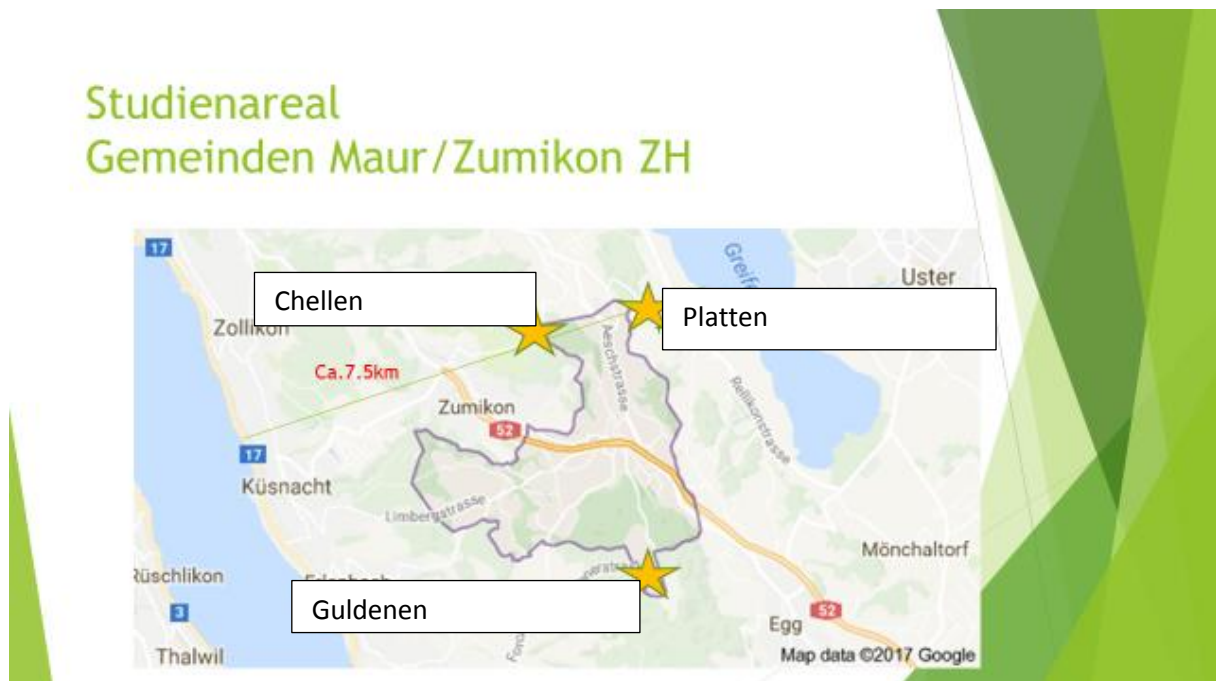 Studienareal
Gemeinden Maur/Zumikon ZH
17
Uster
Chellen
Platten
Zollikon
Aeschstrasse
Ca.7.5km
Rellikonstrasse
Zumikon
52
17
Küsnacht
Limbergstrasse
Mönchaltorf
Rüschlikon
3
Guldenen
Egg
52
Thalwil
Map data ©2017 Google